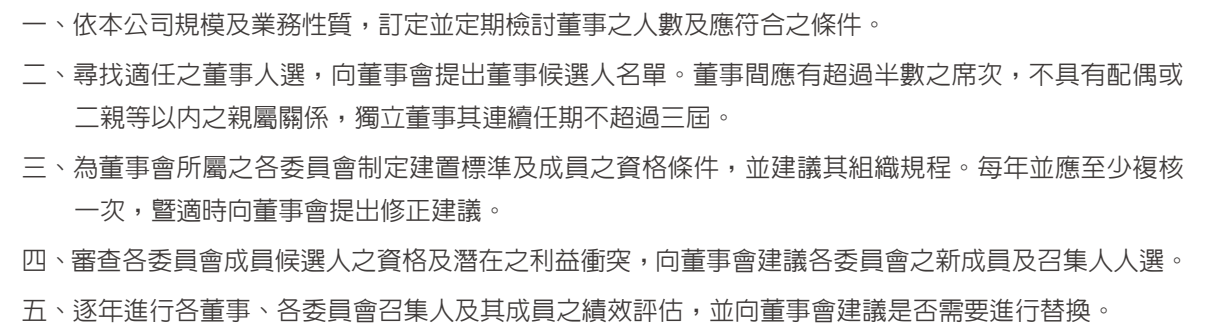 一、依本公司規模及業務性質，訂定並定期檢討董事之人數及應符合之條件。
二、尋找適任之董事人選，向董事會提出董事候選人名單。董事間應有超過半數之席次，不具有配偶或
二親等以內之親屬關係，獨立董事其連續任期不超過三屆。
三、為董事會所屬之各委員會制定建置標準及成員之資格條件，並建議其組織規程。每年並應至少複核
一次，暨適時向董事會提出修正建議。
四、審查各委員會成員候選人之資格及潛在之利益衝突，向董事會建議各委員會之新成員及召集人人選。
五、逐年進行各董事、各委員會召集人及其成員之績效評估，並向董事會建議是否需要進行替換。